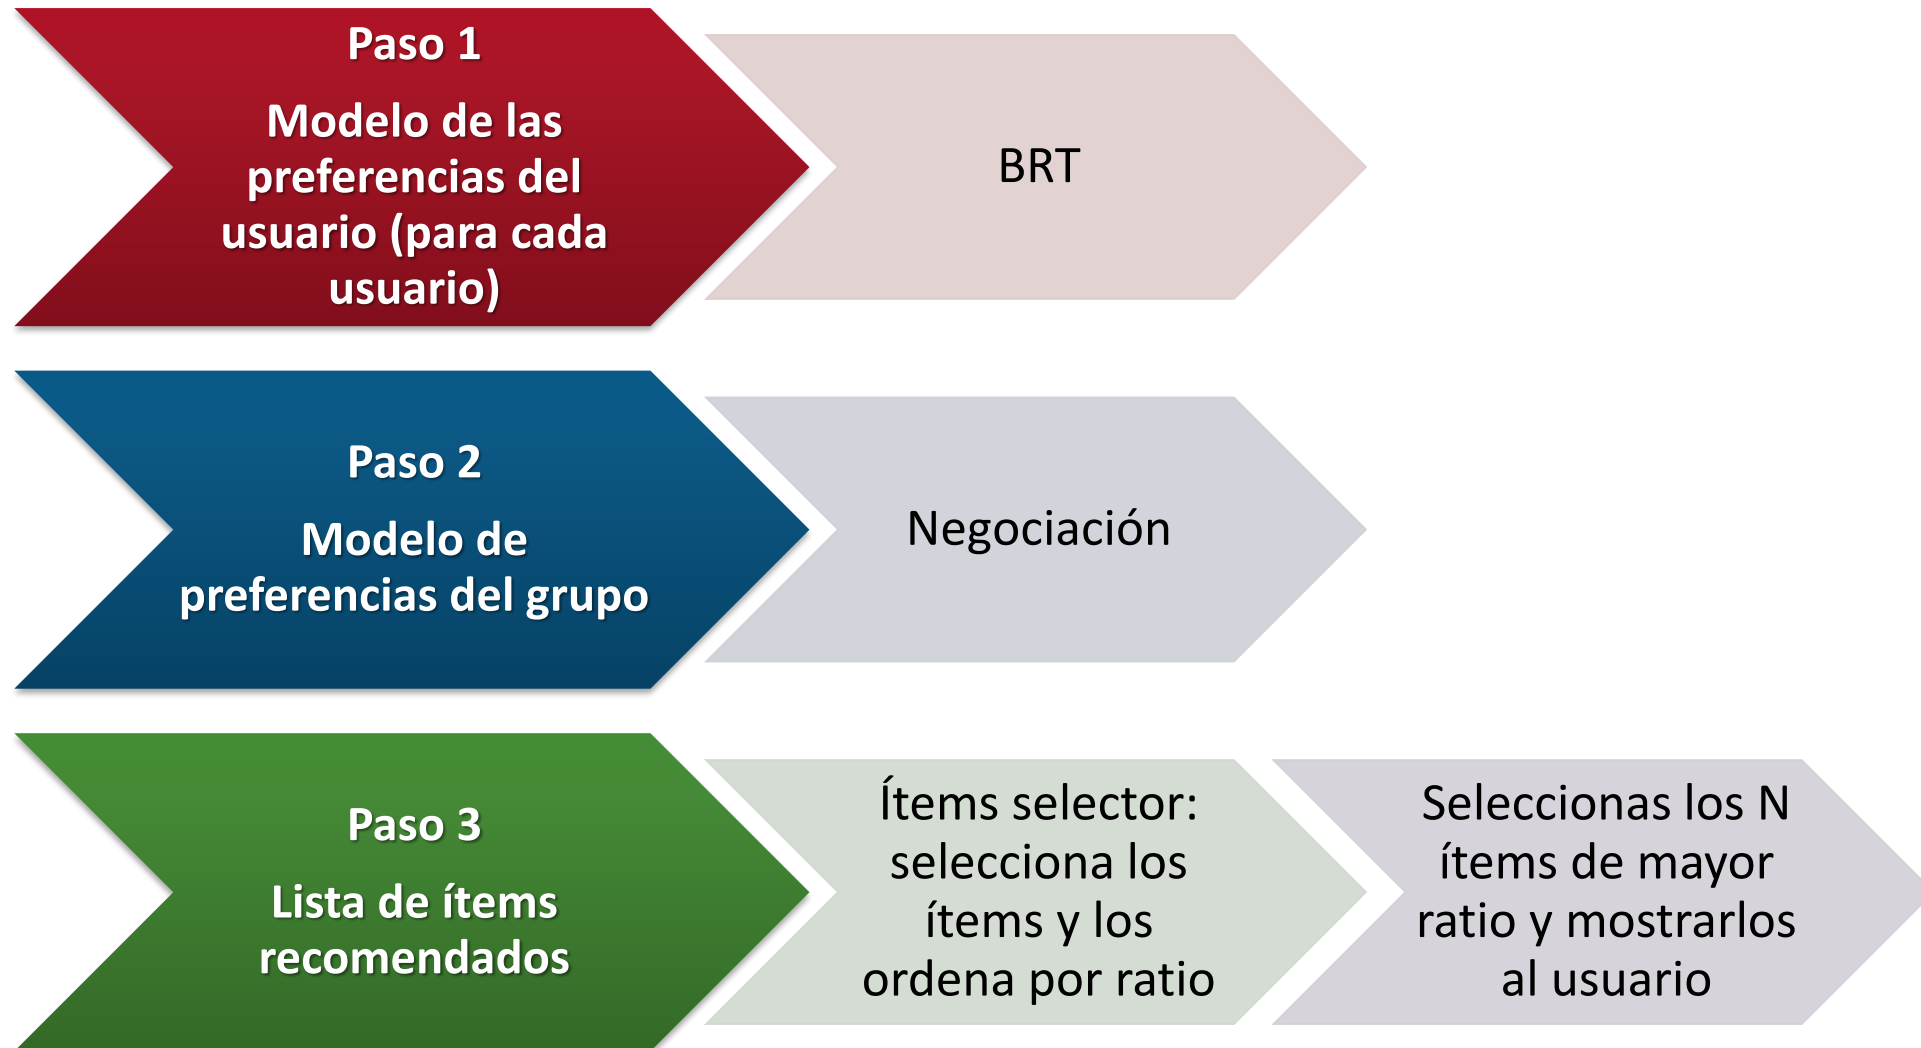 Paso 1
Modelo de las
preferencias del
usuario (para cada
usuario)
BRT
Paso 2
Modelo de
preferencias del grupo
Negociación
Paso 3
Lista de ítems
recomendados
Ítems selector:
selecciona los
ítems y los
ordena por ratio
Seleccionas los N
ítems de mayor
ratio y mostrarlos
al usuario